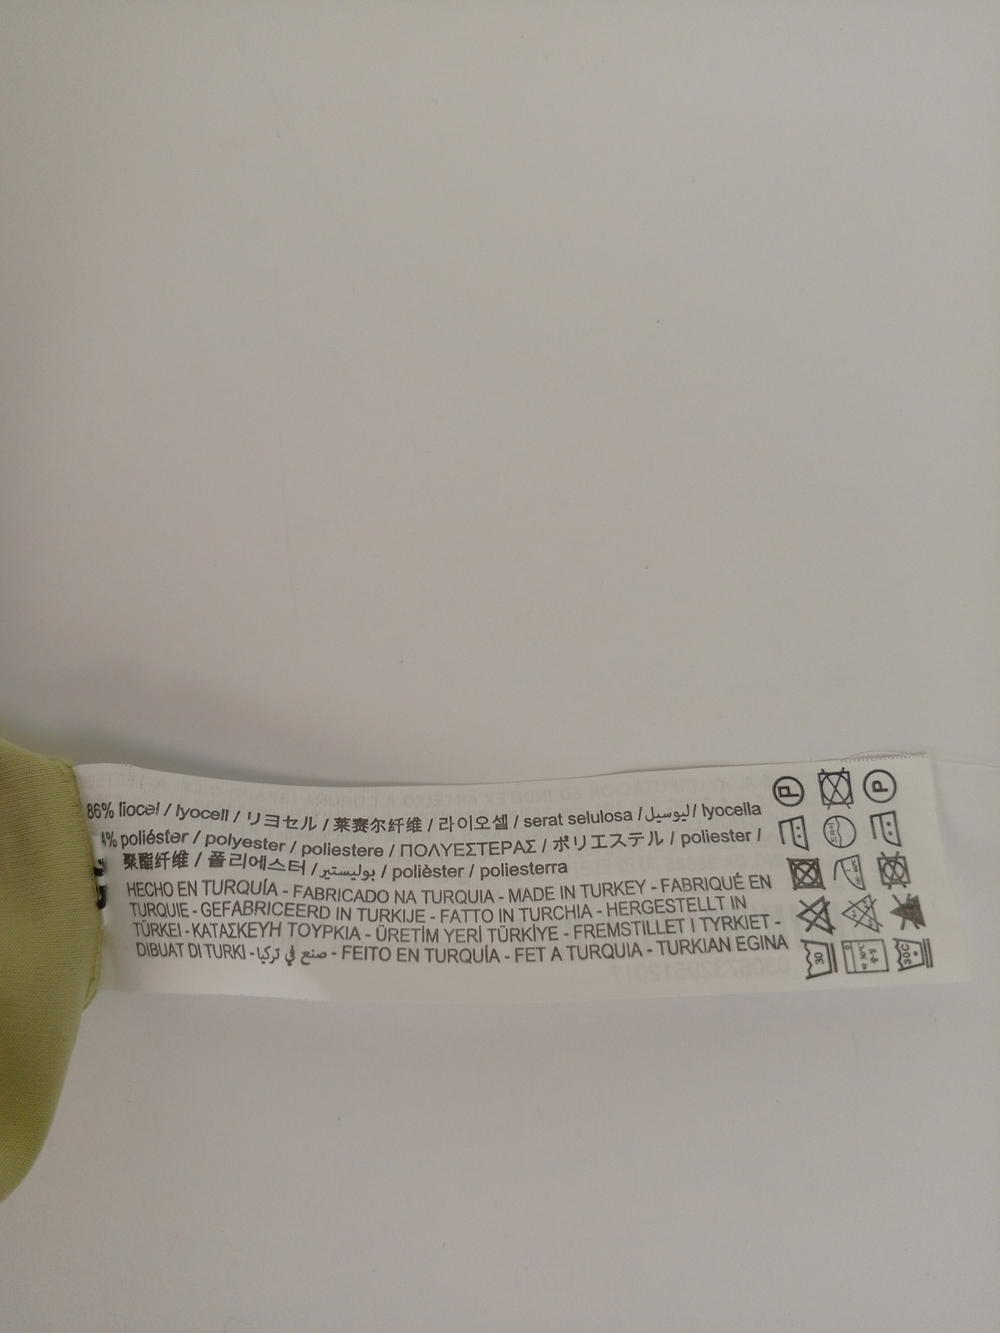 86% liocel / lyocell / リヨセル / 莱赛尔纤维 / 라이오셀 / serat selulosa / ليوسيل / lyocella
4% poliéster / polyester / poliestere / ΠΟΛΥΕΣΤΕΡΑΣ / ポリエステル / poliester /
聚酯纤维 / 폴리에스터 / بوليستير / polièster / poliesterra
HECHO EN TURQUÍA - FABRICADO NA TURQUIA - MADE IN TURKEY - FABRIQUÉ EN
TURQUIE - GEFABRICEERD IN TURKIJE - FATTO IN TURCHIA - HERGESTELLT IN
TÜRKEI - ΚΑΤΑΣΚΕΥΗ ΤΟΥΡΚΙΑ - ÜRETİM YERİ TÜRKİYE - FREMSTILLET I TYRKIET -
DIBUAT DI TURKI - صنع في تركيا - FEITO EN TURQUÍA - FET A TURQUIA - TURKIAN EGINA
P P
30 30°C 30C